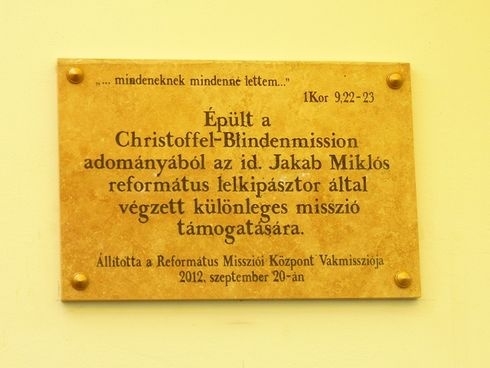 „... mindeneknek mindenné lettem..."
1Kor 9,22-23
Épült a
Christoffel-Blindenmission
adományából az id. Jakab Miklós
református lelkipásztor által
végzett különleges misszió
támogatására.
Állította a Református Missziói Központ Vakmissziója
2012. szeptember 20-án